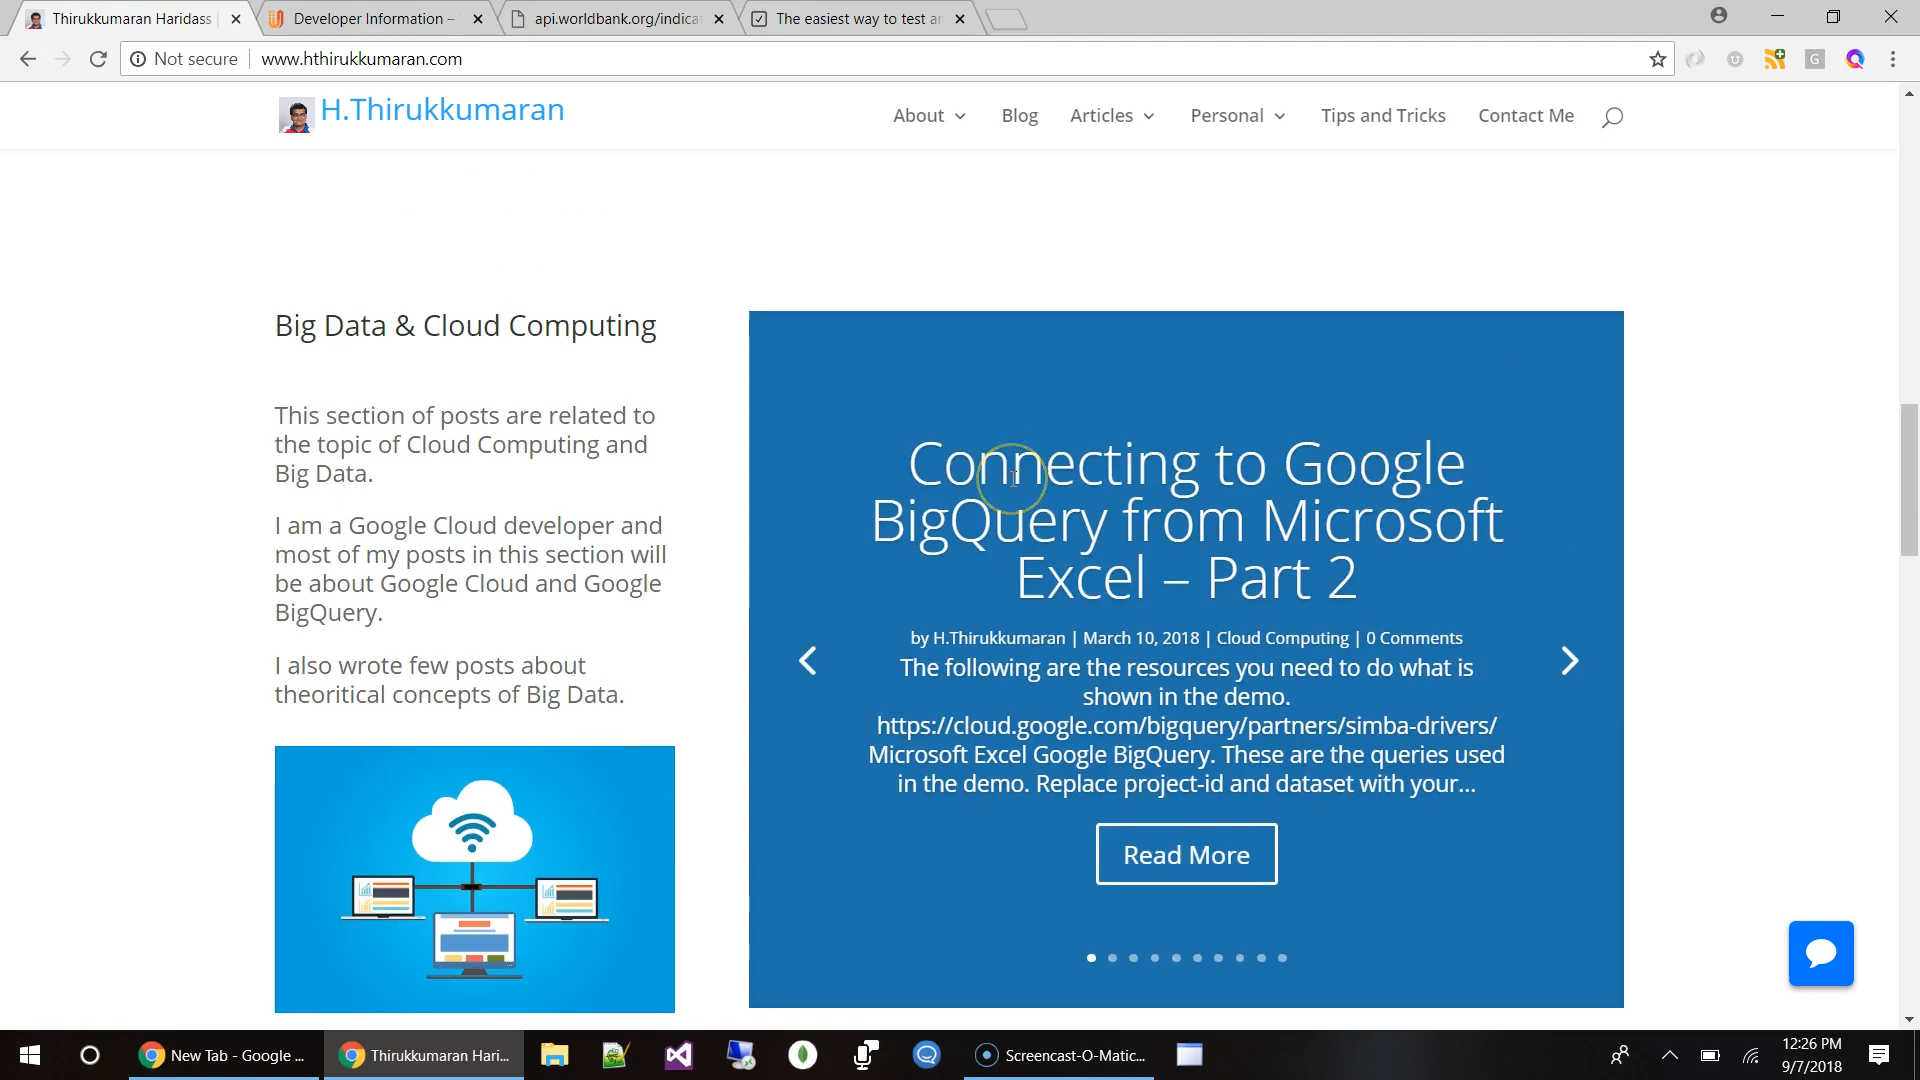 Thirukkumaran Haridass
Developer Information –
api.worldbank.org/indica
The easiest way to test an
Not secure
www.hthirukkumaran.com
H.Thirukkumaran
About
Blog
Articles
Personal
Tips and Tricks
Contact Me
Big Data & Cloud Computing
This section of posts are related to
the topic of Cloud Computing and
Big Data.
I am a Google Cloud developer and
most of my posts in this section will
be about Google Cloud and Google
BigQuery.
I also wrote few posts about
theoritical concepts of Big Data.
Connecting to Google
BigQuery from Microsoft
Excel – Part 2
by H.Thirukkumaran | March 10, 2018 | Cloud Computing | 0 Comments
The following are the resources you need to do what is
shown in the demo.
https://cloud.google.com/bigquery/partners/simba-drivers/
Microsoft Excel Google BigQuery. These are the queries used
in the demo. Replace project-id and dataset with your...
Read More
New Tab - Google ...
Thirukkumaran Hari...
Screencast-O-Matic...
12:26 PM
9/7/2018